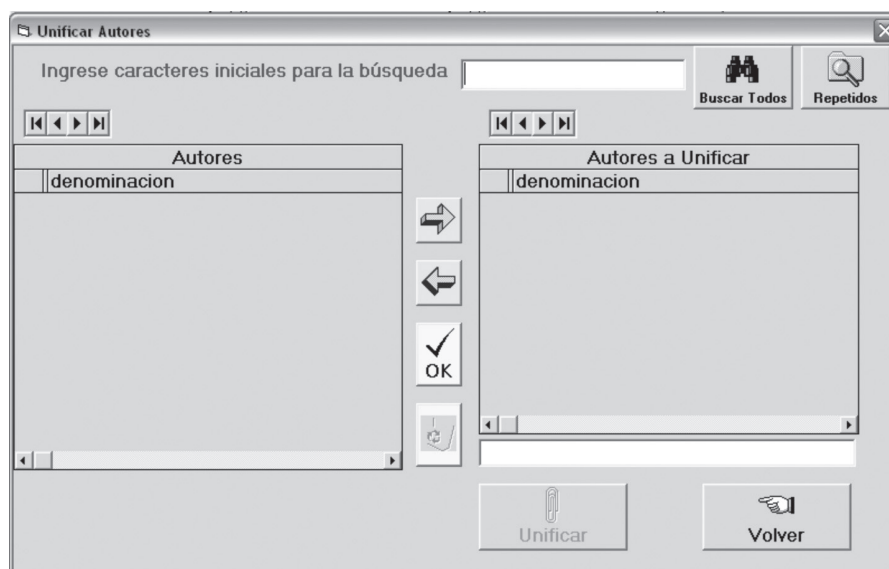 Unificar Autores
Ingrese caracteres iniciales para la búsqueda
Buscar Todos
Repetidos
Autores
denominacion
Autores a Unificar
denominacion
OK
Unificar
Volver